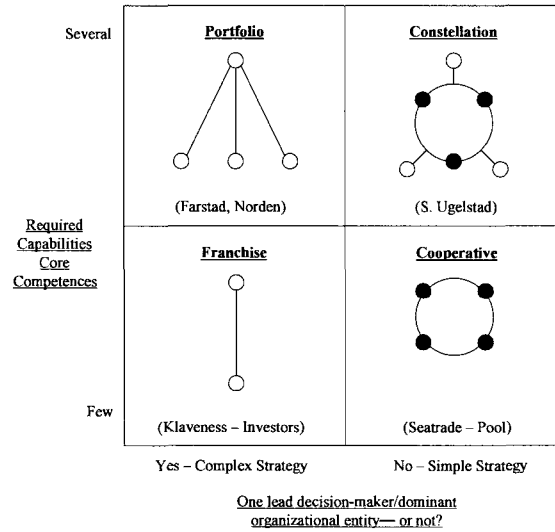 Several
Portfolio
Constellation
(Farstad, Norden)
(S. Ugelstad)
Required
Capabilities
Core
Competences
Franchise
Cooperative
Few
(Klaveness – Investors)
(Seatrade – Pool)
Yes – Complex Strategy
No – Simple Strategy
One lead decision-maker/dominant
organizational entity— or not?